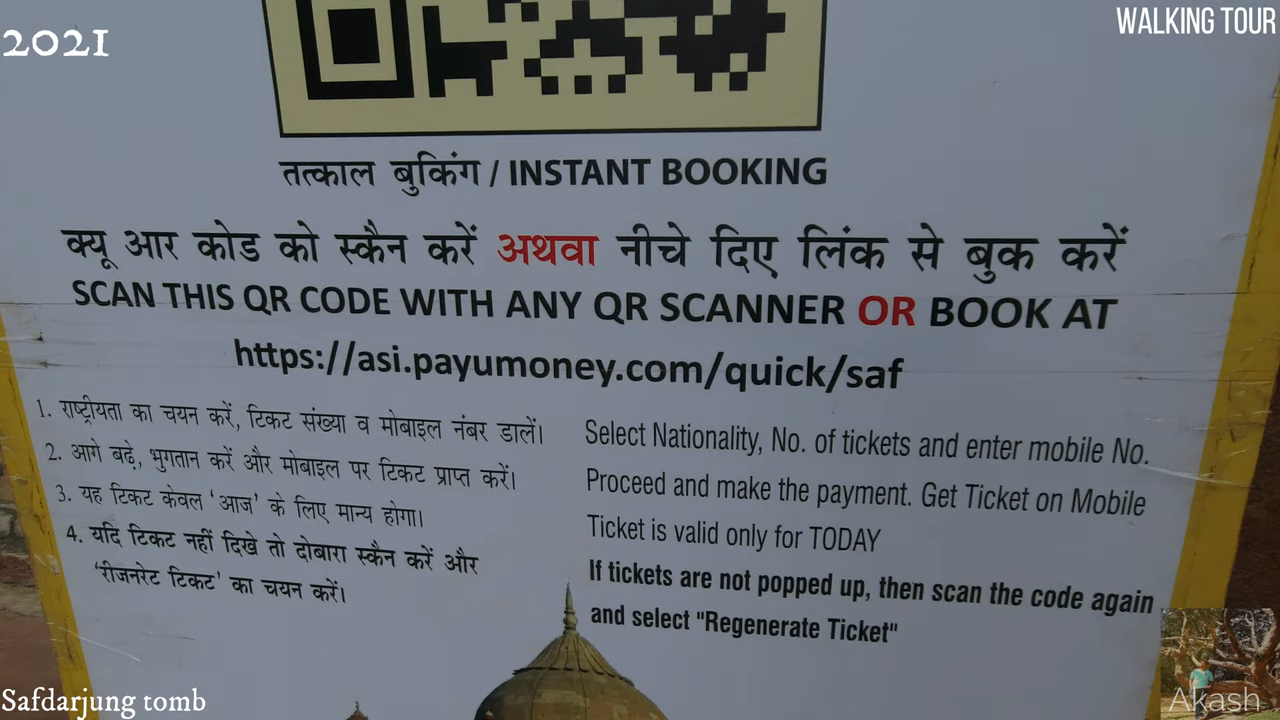 2021
WALKING TOUR
तत्काल बुकिंग / INSTANT BOOKING
क्यू आर कोड को स्कैन करें अथवा नीचे दिए लिंक से बुक करें
SCAN THIS QR CODE WITH ANY QR SCANNER OR BOOK AT
https://asi.payumoney.com/quick/saf
1. राष्ट्रीयता का चयन करें, टिकट संख्या व मोबाइल नंबर डालें।
2. आगे बढ़े, भुगतान करें और मोबाइल पर टिकट प्राप्त करें।
3. यह टिकट केवल 'आज' के लिए मान्य होगा।
4. यदि टिकट नहीं दिखे तो दोबारा स्कैन करें और
'रीजनरेट टिकट' का चयन करें।
Select Nationality, No. of tickets and enter mobile No.
Proceed and make the payment. Get Ticket on Mobile
Ticket is valid only for TODAY
If tickets are not popped up, then scan the code again
and select "Regenerate Ticket"
Safdarjung tomb
Akash